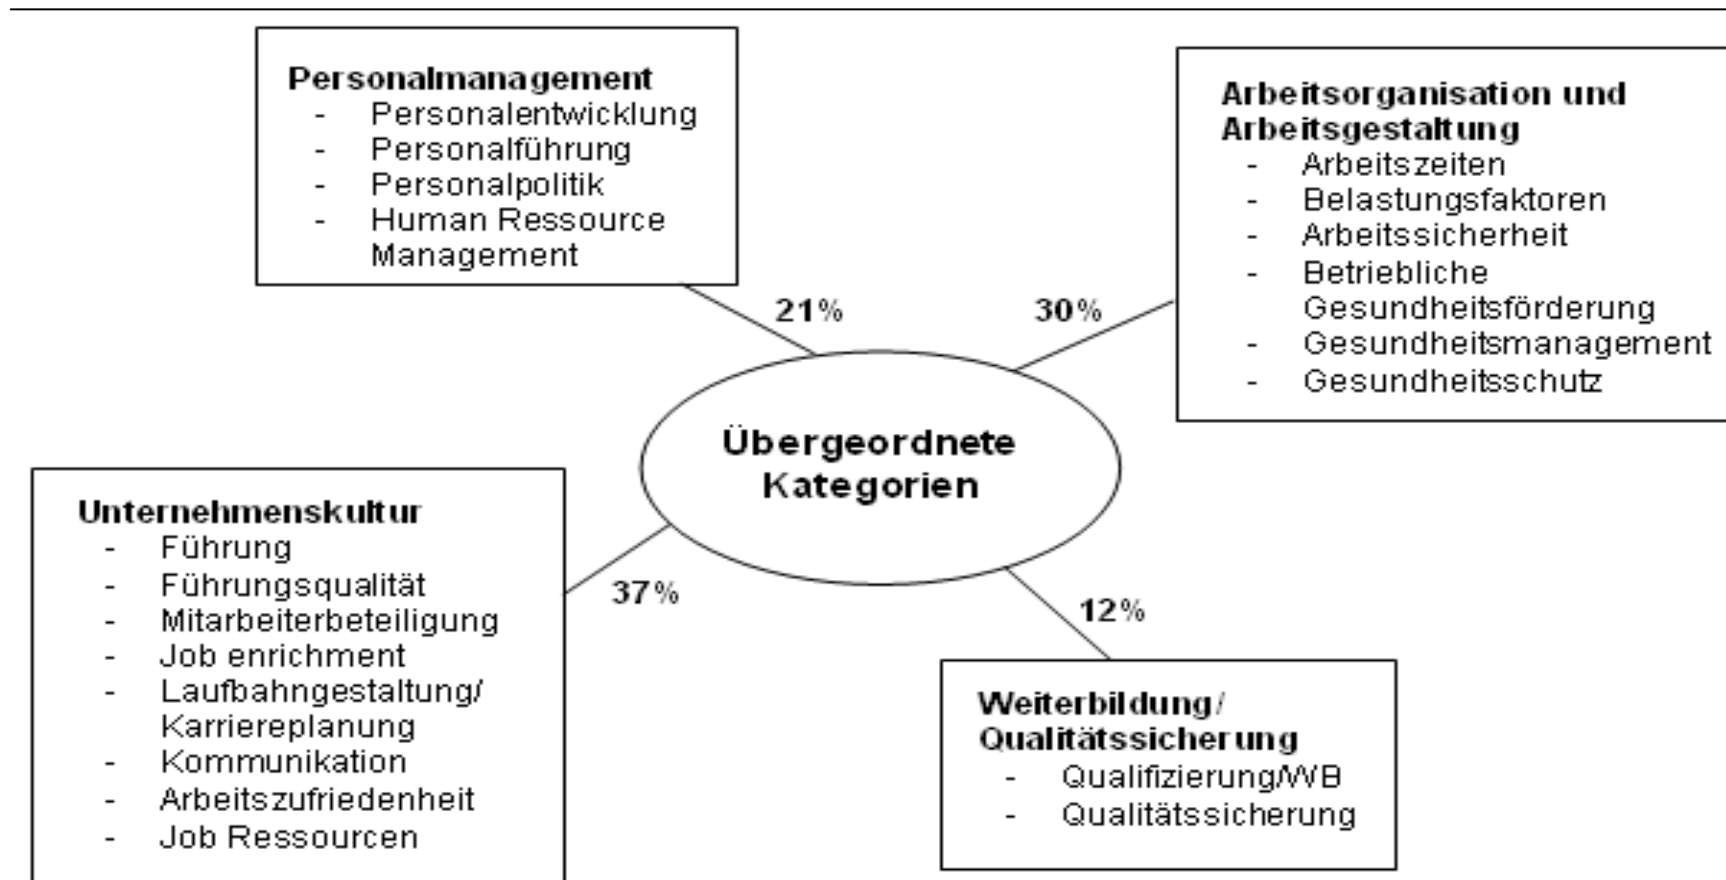 Personalmanagement
- Personalentwicklung
- Personalführung
- Personalpolitik
- Human Ressource
Management
Arbeitsorganisation und
Arbeitsgestaltung
- Arbeitszeiten
- Belastungsfaktoren
- Arbeitssicherheit
- Betriebliche
Gesundheitsförderung
- Gesundheitsmanagement
- Gesundheitsschutz
21%
30%
Übergeordnete
Kategorien
Unternehmenskultur
- Führung
- Führungsqualität
- Mitarbeiterbeteiligung
- Job enrichment
- Laufbahngestaltung/
Karriereplanung
- Kommunikation
- Arbeitszufriedenheit
- Job Ressourcen
37%
12%
Weiterbildung/
Qualitätssicherung
- Qualifizierung/WB
- Qualitätssicherung